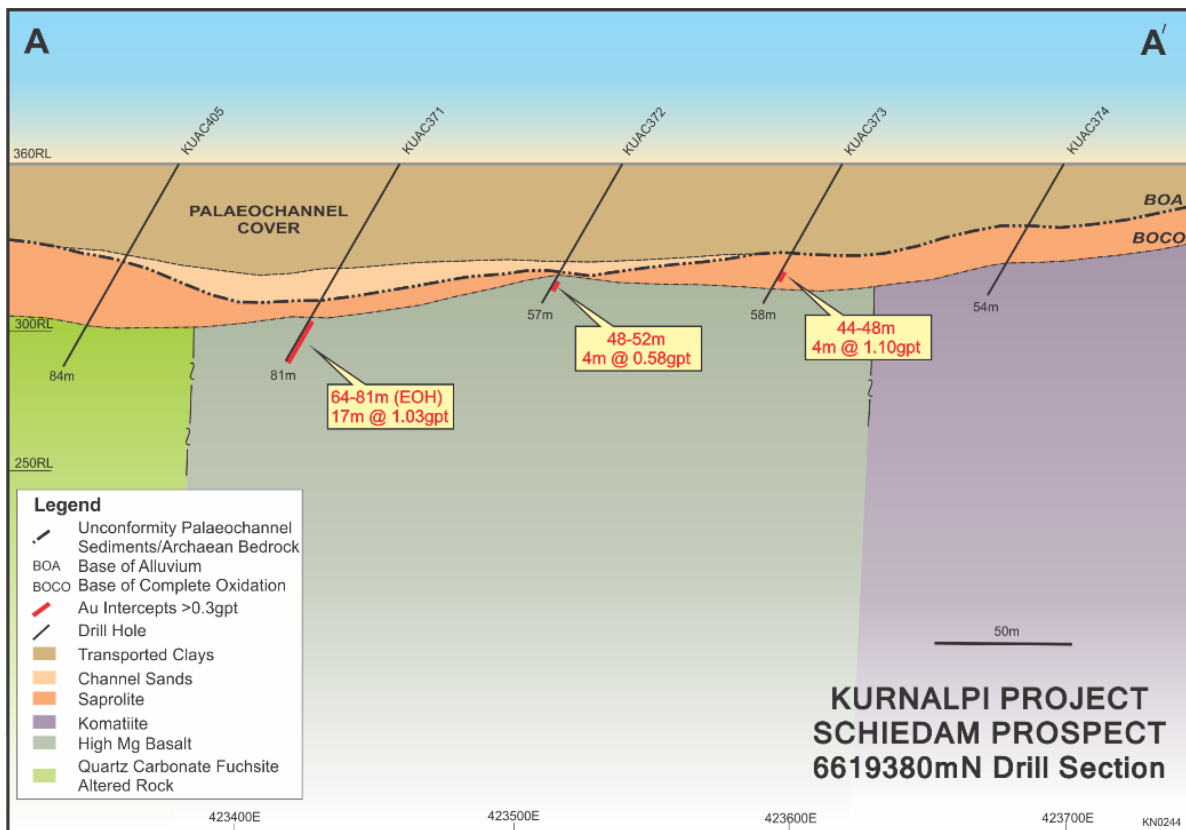 A
A'
KUAC405
KUAC371
KUAC372
KUAC373
KUAC374
360RL
PALAEOCHANNEL
COVER
BOA
BOCO
300RL
57m
58m
54m
84m
81m
48-52m
4m @ 0.58gpt
44-48m
4m @ 1.10gpt
64-81m (EOH)
17m @ 1.03gpt
250RL
Legend
Unconformity Palaeochannel
Sediments/Archaean Bedrock
BOA Base of Alluvium
BOCO Base of Complete Oxidation
Au Intercepts >0.3gpt
Drill Hole
Transported Clays
Channel Sands
Saprolite
Komatiite
High Mg Basalt
Quartz Carbonate Fuchsite
Altered Rock
50m
KURNALPI PROJECT
SCHIEDAM PROSPECT
6619380mN Drill Section
423400E
423500E
423600E
423700E
KN0244